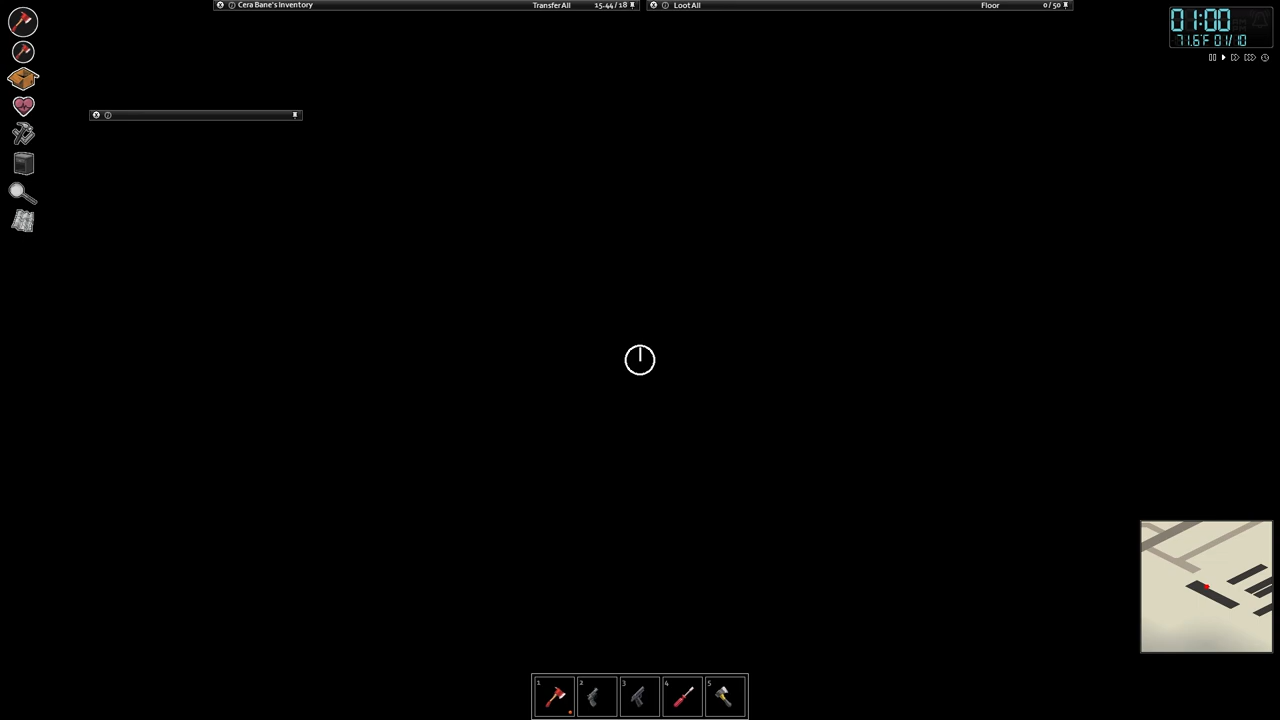 Cera Bane's Inventory Transfer All 15.44 / 18 Loot All Floor 0 / 50
01:00
71.6°F 01/10
1 2 3 4 5